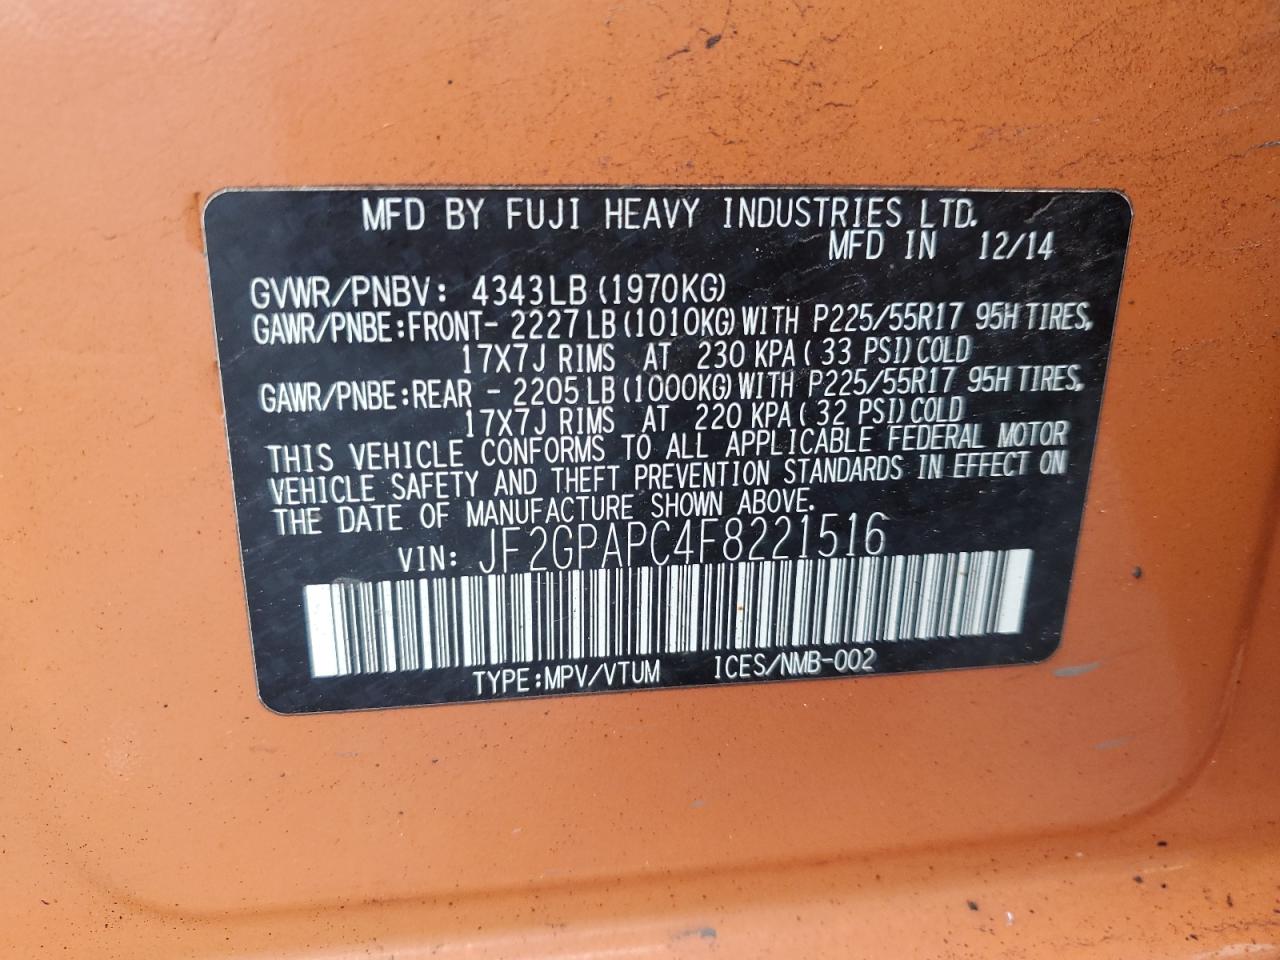 MFD BY FUJI HEAVY INDUSTRIES LTD.
MFD IN 12/14
GVWR/PNBV: 4343LB (1970KG)
GAWR/PNBE:FRONT- 2227 LB (1010KG) WITH P225/55R17 95H TIRES,
17X7J RIMS AT 230 KPA ( 33 PSI) COLD
GAWR/PNBE:REAR - 2205 LB (1000KG) WITH P225/55R17 95H TIRES,
17X7J RIMS AT 220 KPA ( 32 PSI) COLD
THIS VEHICLE CONFORMS TO ALL APPLICABLE FEDERAL MOTOR
VEHICLE SAFETY AND THEFT PREVENTION STANDARDS IN EFFECT ON
THE DATE OF MANUFACTURE SHOWN ABOVE.
VIN: JF2GPAPC4F8221516
TYPE:MPV/VTUM ICES/NMB-002